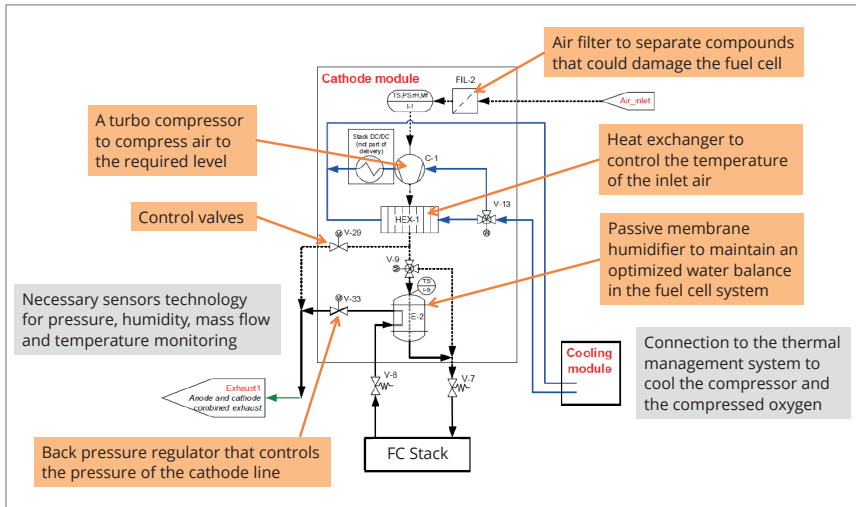 Air filter to separate compounds
that could damage the fuel cell
Cathode module
FIL-2
TS,PS,rH,Mf
I-1
Air_inlet
A turbo compressor
to compress air to
the required level
Stack DC/DC
(not part of
delivery)
C-1
Heat exchanger to
control the temperature
of the inlet air
V-13
HEX-1
M
Control valves
M
V-29
V-9
M
TS
I-9
Passive membrane
humidifier to maintain an
optimized water balance
in the fuel cell system
Necessary sensors technology
for pressure, humidity, mass flow
and temperature monitoring
M
V-33
E-2
Cooling
module
Connection to the thermal
management system to
cool the compressor and
the compressed oxygen
V-8
V-7
Exhaust1
Anode and cathode
combined exhaust
Back pressure regulator that controls
the pressure of the cathode line
FC Stack